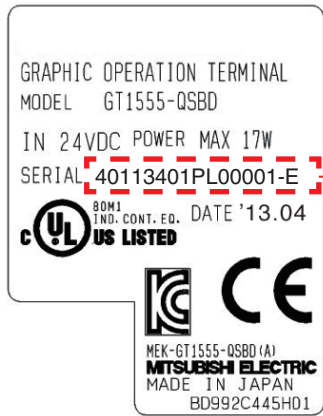 GRAPHIC OPERATION TERMINAL
MODEL GT1555-QSBD
IN 24VDC POWER MAX 17W
SERIAL 40113401PL00001-E
80M1
IND. CONT. EQ. DATE '13.04
C UL US LISTED
KC CE
MEK-GT1555-QSBD(A)
MITSUBISHI ELECTRIC
MADE IN JAPAN
BD992C445H01